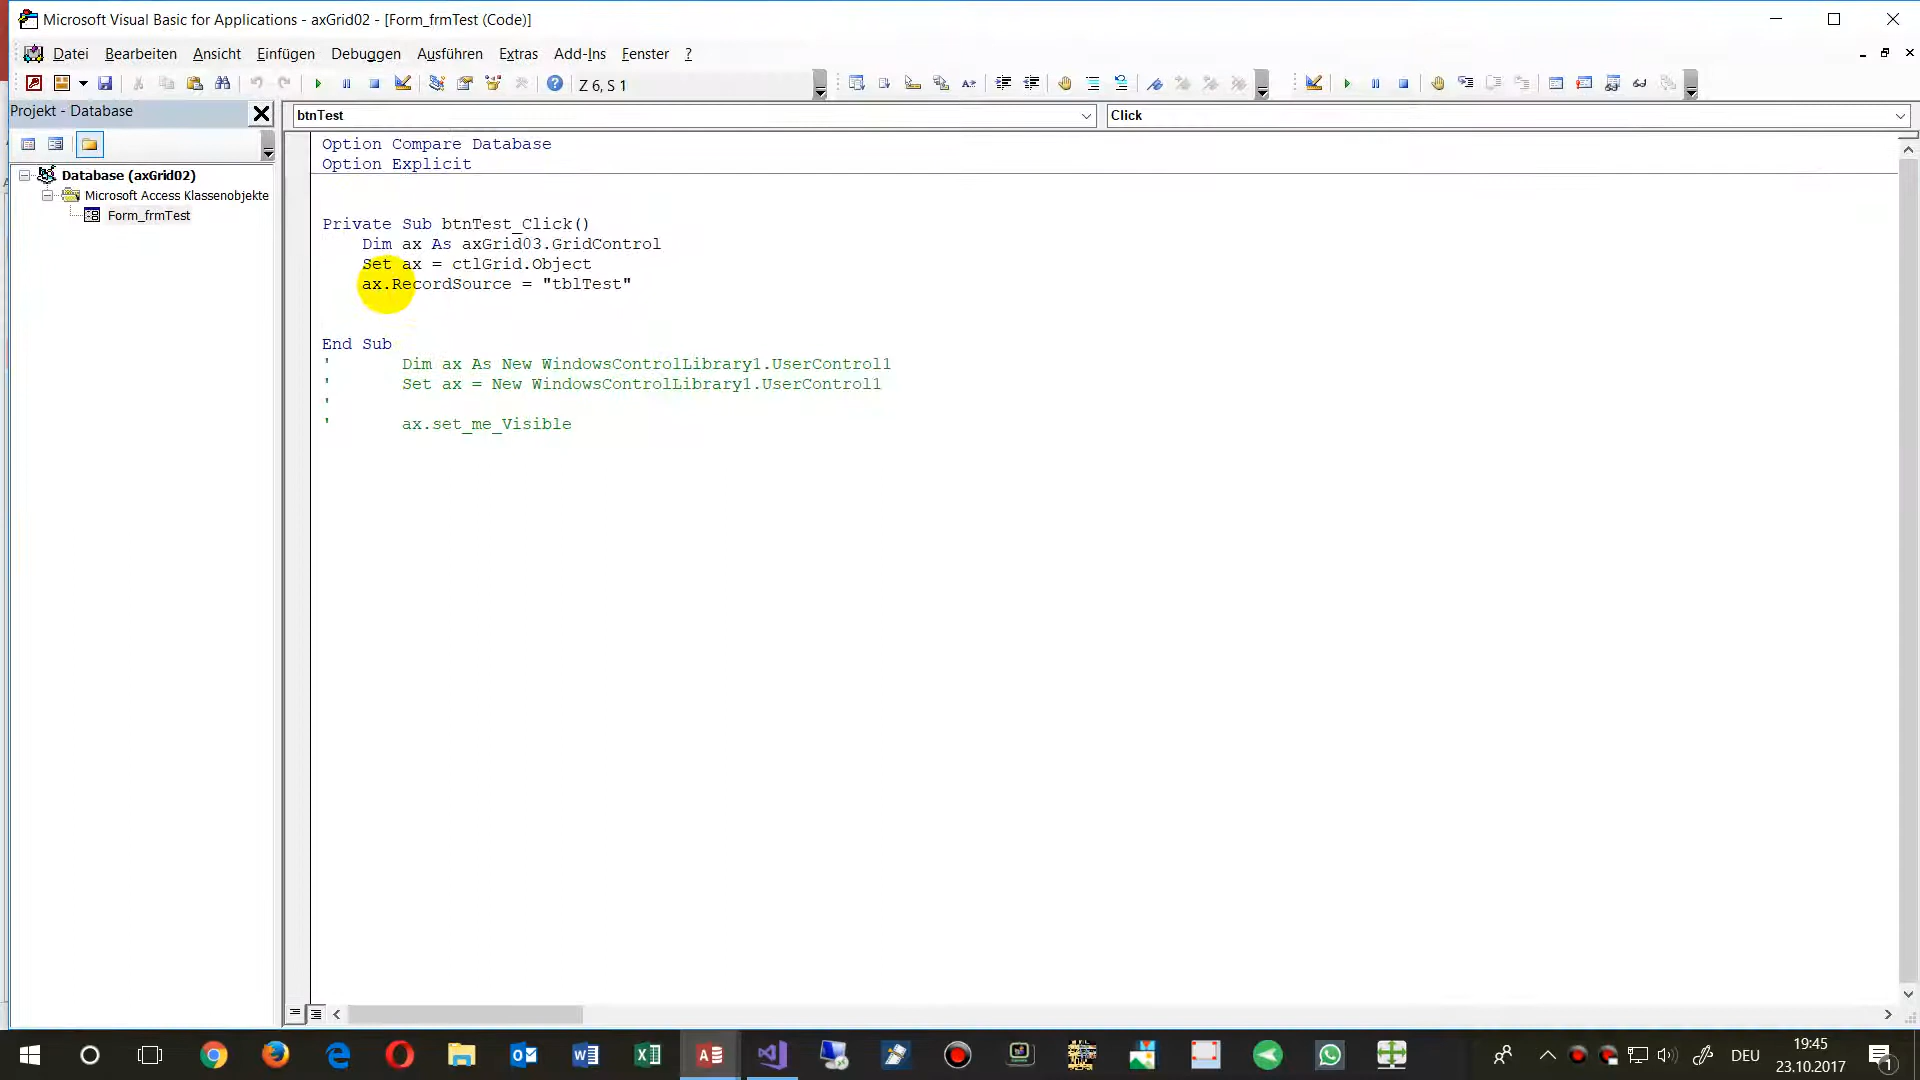 Microsoft Visual Basic for Applications - axGrid02 - [Form_frmTest (Code)]
Datei Bearbeiten Ansicht Einfügen Debuggen Ausführen Extras Add-Ins Fenster ?
Z 6, S 1
Projekt - Database
btnTest
Click
Database (axGrid02)
Microsoft Access Klassenobjekte
Form_frmTest
Option Compare Database
Option Explicit
Private Sub btnTest_Click()
Dim ax As axGrid03.GridControl
Set ax = ctlGrid.Object
ax.RecordSource = "tblTest"
End Sub
' Dim ax As New WindowsControlLibrary1.UserControl1
' Set ax = New WindowsControlLibrary1.UserControl1
'
' ax.set_me_Visible
DEU
19:45
23.10.2017
1